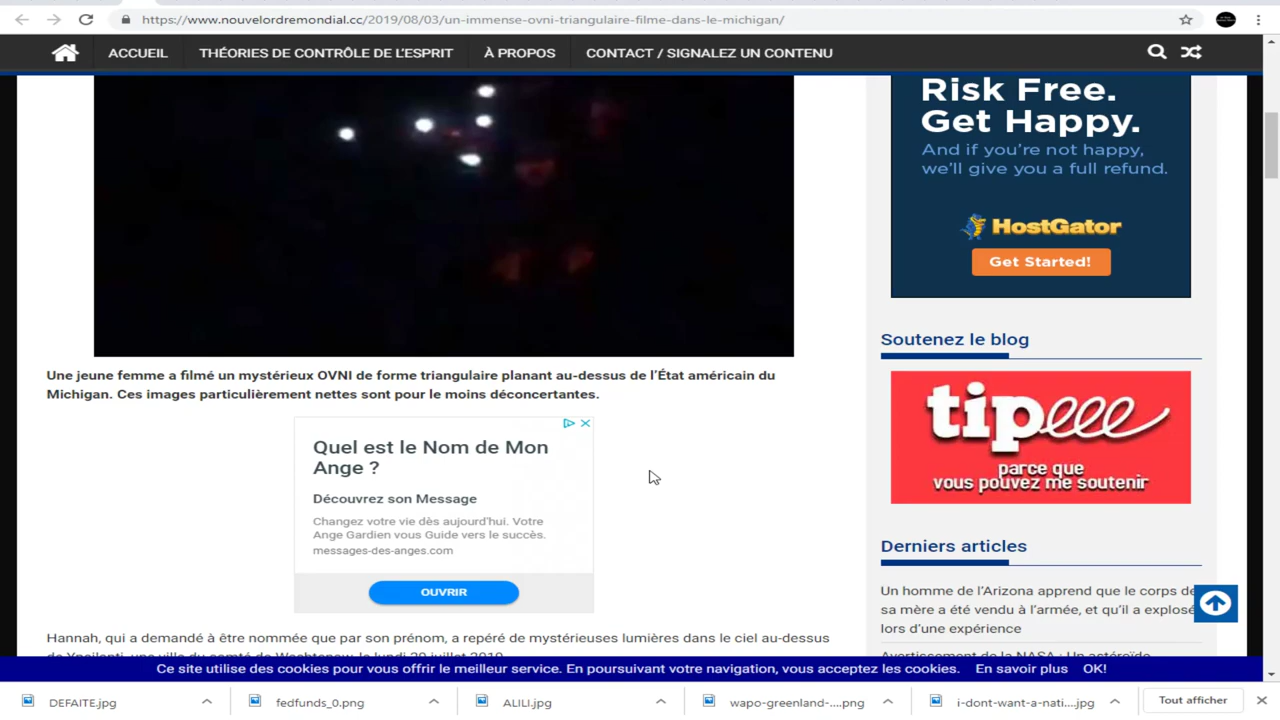 https://www.nouvelordremondial.cc/2019/08/03/un-immense-ovni-triangulaire-filme-dans-le-michigan/
ACCUEIL THÉORIES DE CONTRÔLE DE L'ESPRIT À PROPOS CONTACT / SIGNALEZ UN CONTENU
Risk Free.
Get Happy.
And if you're not happy,
we'll give you a full refund.
HostGator
Get Started!
Soutenez le blog
tipeee
parce que
vous pouvez me soutenir
Derniers articles
Un homme de l'Arizona apprend que le corps de
sa mère a été vendu à l'armée, et qu'il a explosé
lors d'une expérience
Avertissement de la NASA : Un astéroïde
Une jeune femme a filmé un mystérieux OVNI de forme triangulaire planant au-dessus de l'État américain du
Michigan. Ces images particulièrement nettes sont pour le moins déconcertantes.
Quel est le Nom de Mon
Ange ?
Découvrez son Message
Changez votre vie dès aujourd'hui. Votre
Ange Gardien vous Guide vers le succès.
messages-des-anges.com
OUVRIR
Hannah, qui a demandé à être nommée que par son prénom, a repéré de mystérieuses lumières dans le ciel au-dessus
de Ypsilanti, une ville du comté de Washtenaw, le lundi 29 juillet 2019.
Ce site utilise des cookies pour vous offrir le meilleur service. En poursuivant votre navigation, vous acceptez les cookies. En savoir plus OK!
DEFAITE.jpg fedfunds_0.png ALILI.jpg wapo-greenland-....png i-dont-want-a-nati....jpg Tout afficher